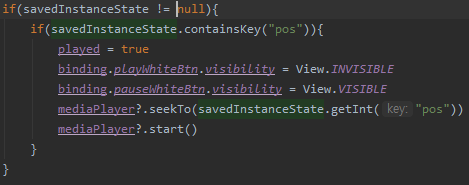 if(savedInstanceState != null){
    if(savedInstanceState.containsKey("pos")){
        played = true
        binding.playWhiteBtn.visibility = View.INVISIBLE
        binding.pauseWhiteBtn.visibility = View.VISIBLE
        mediaPlayer?.seekTo(savedInstanceState.getInt( key: "pos"))
        mediaPlayer?.start()
    }
}